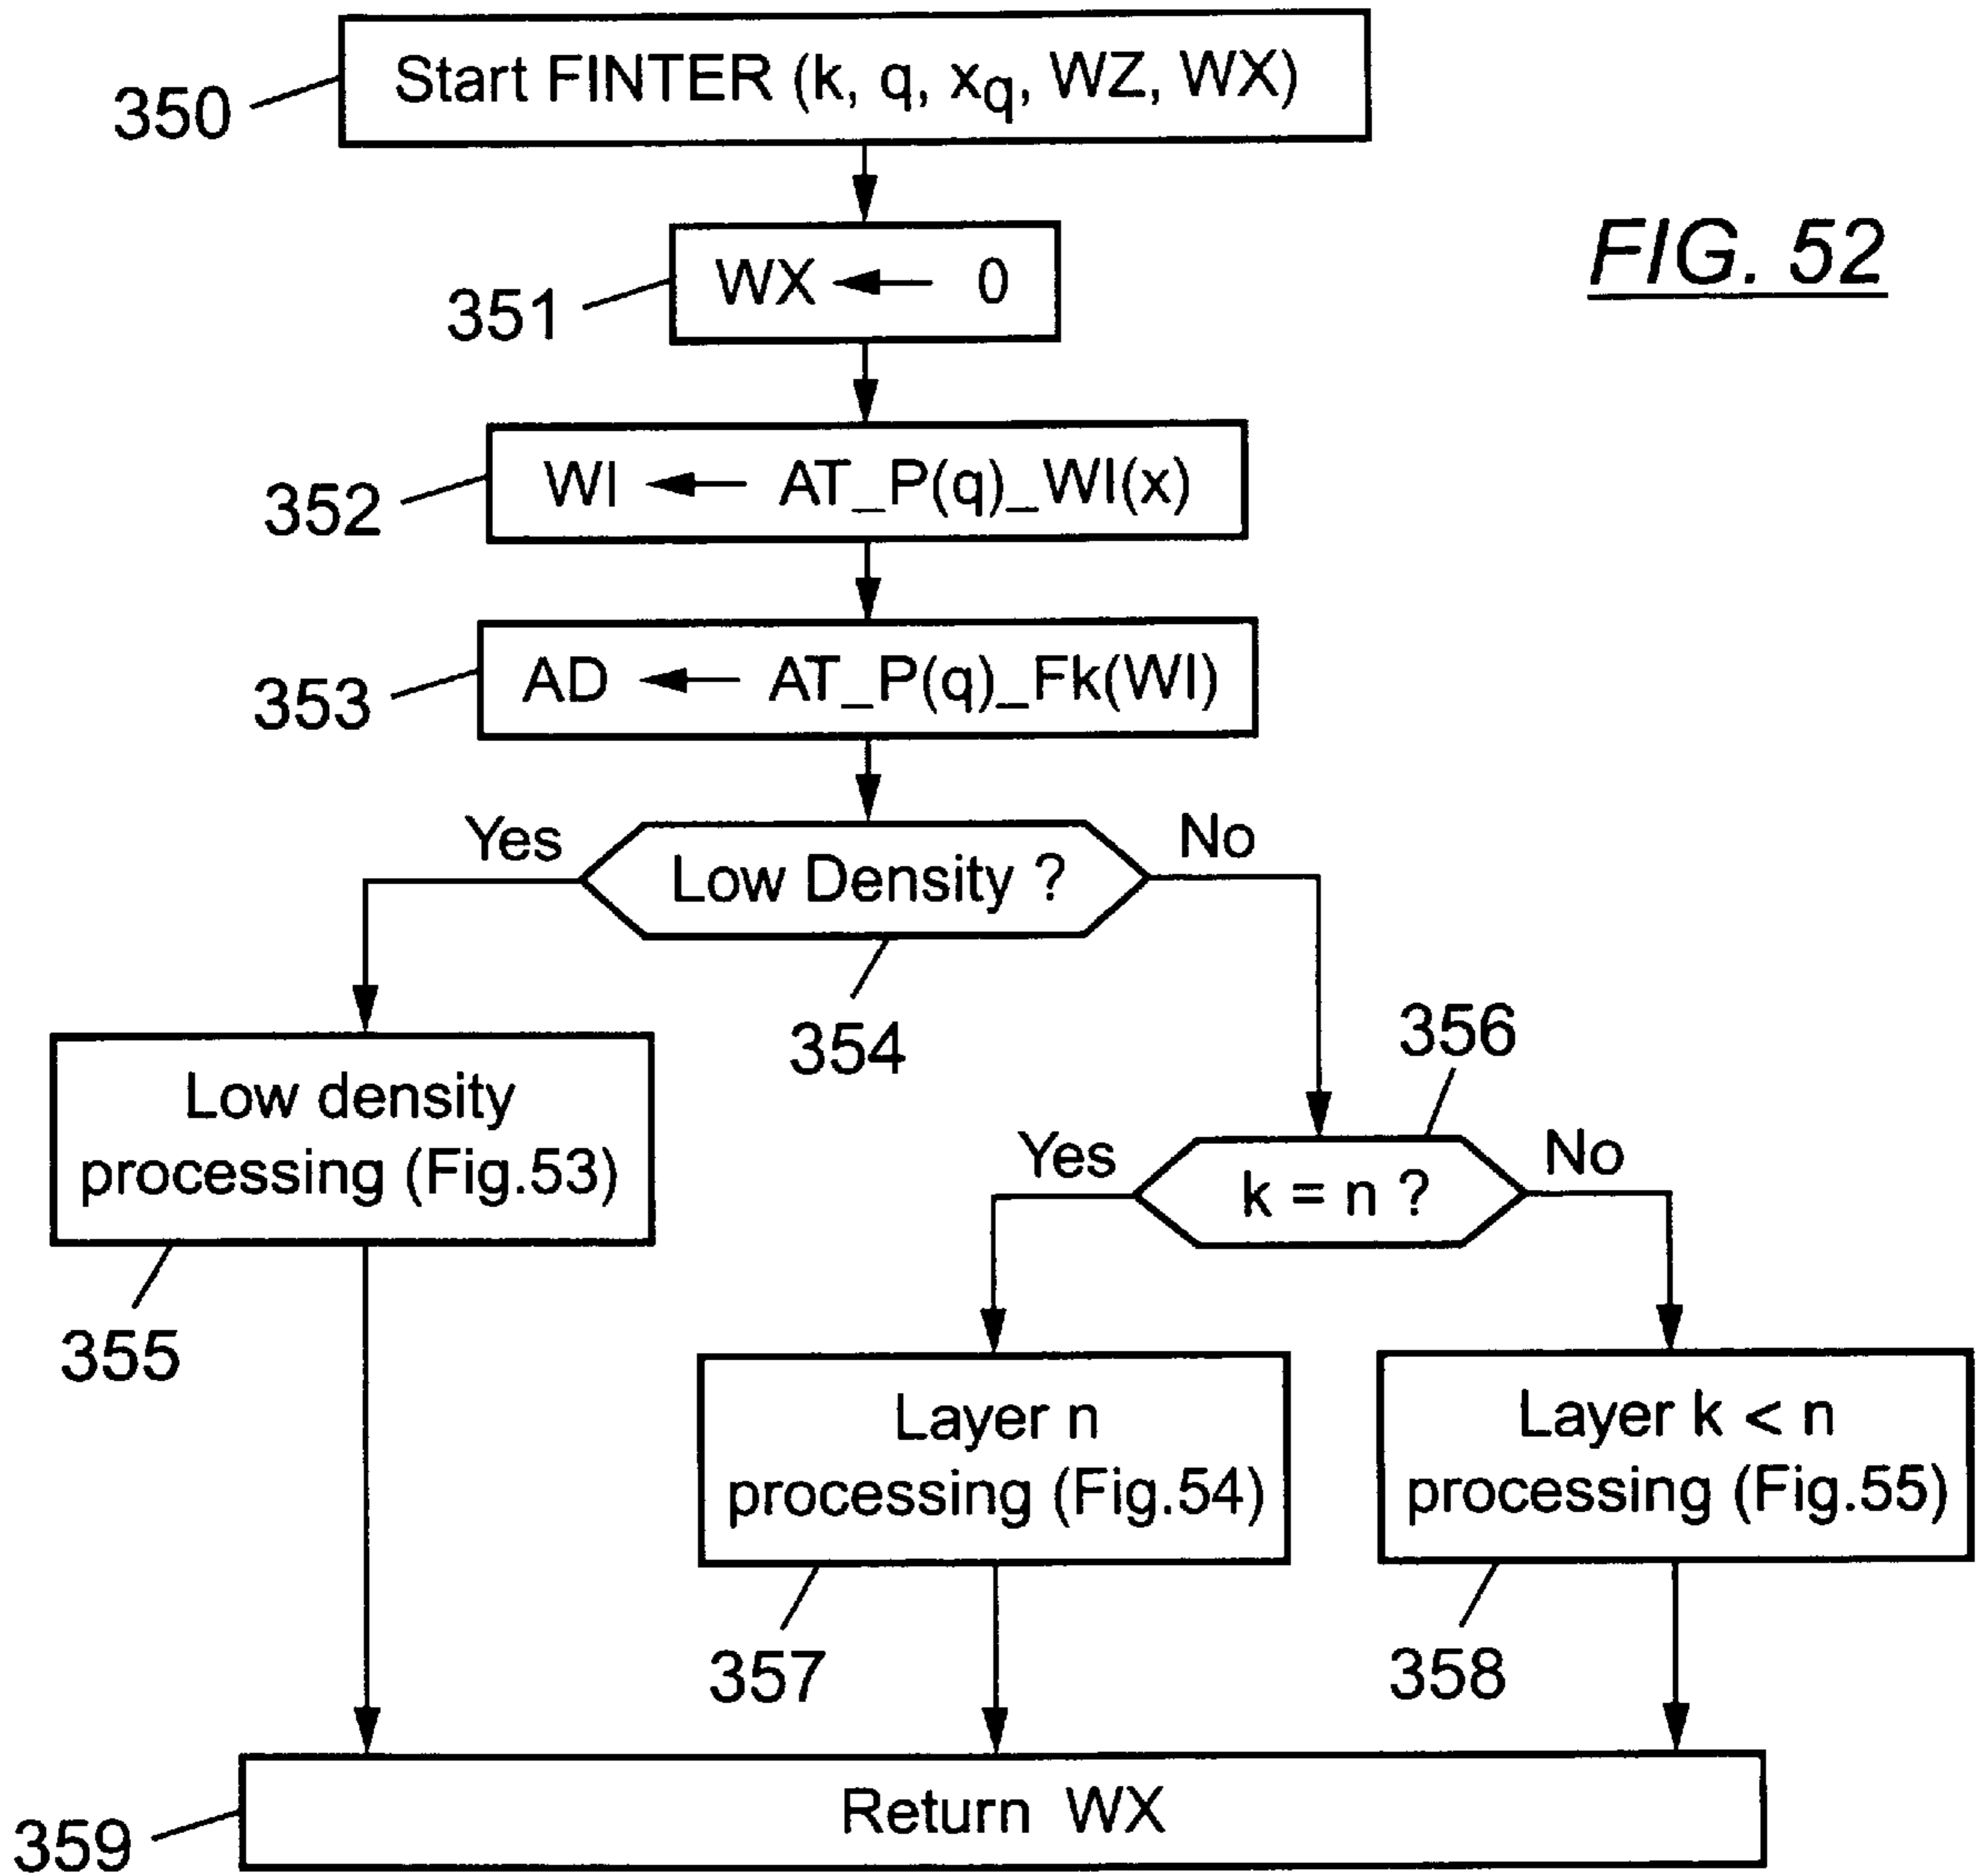 Start FINTER (k, q, xq, WZ, WX)
350
FIG. 52
WX ← 0
351
WI ← AT_P(q)_WI(x)
352
AD ← AT_P(q)_Fk(WI)
353
Yes
No
Low Density ?
354
356
Low density
processing (Fig.53)
355
Yes
No
k = n ?
Layer n
processing (Fig.54)
357
Layer k < n
processing (Fig.55)
358
Return WX
359